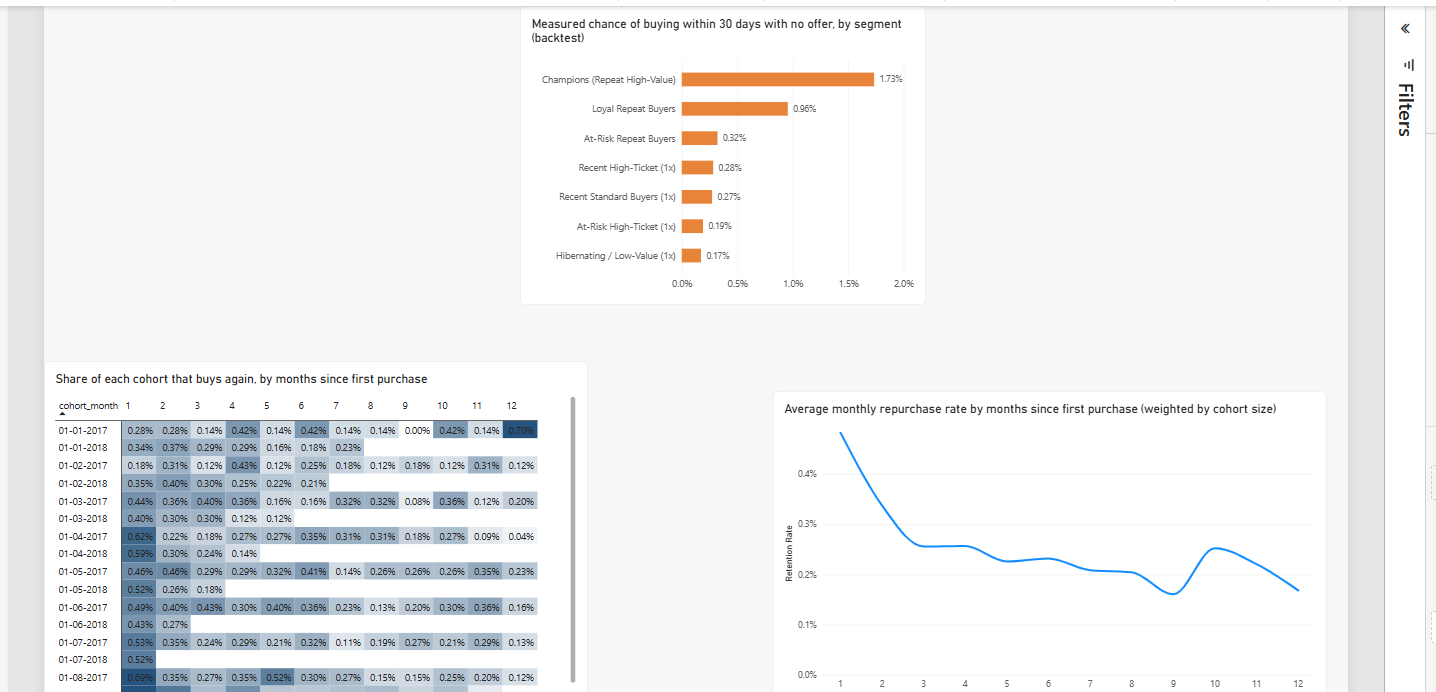 Measured chance of buying within 30 days with no offer, by segment
(backtest)
Champions (Repeat High-Value) 1.73%
Loyal Repeat Buyers 0.96%
At-Risk Repeat Buyers 0.32%
Recent High-Ticket (1x) 0.28%
Recent Standard Buyers (1x) 0.27%
At-Risk High-Ticket (1x) 0.19%
Hibernating / Low-Value (1x) 0.17%
0.0% 0.5% 1.0% 1.5% 2.0%
Filters
Share of each cohort that buys again, by months since first purchase
cohort_month 1 2 3 4 5 6 7 8 9 10 11 12
01-01-2017 0.28% 0.28% 0.14% 0.42% 0.14% 0.42% 0.14% 0.14% 0.00% 0.42% 0.14% 0.70%
01-01-2018 0.34% 0.37% 0.29% 0.29% 0.16% 0.18% 0.23%
01-02-2017 0.18% 0.31% 0.12% 0.43% 0.12% 0.25% 0.18% 0.12% 0.18% 0.12% 0.31% 0.12%
01-02-2018 0.35% 0.40% 0.30% 0.25% 0.22% 0.21%
01-03-2017 0.44% 0.36% 0.40% 0.36% 0.16% 0.16% 0.32% 0.32% 0.08% 0.36% 0.12% 0.20%
01-03-2018 0.40% 0.30% 0.30% 0.12% 0.12%
01-04-2017 0.62% 0.22% 0.18% 0.27% 0.27% 0.35% 0.31% 0.31% 0.18% 0.27% 0.09% 0.04%
01-04-2018 0.59% 0.30% 0.24% 0.14%
01-05-2017 0.46% 0.46% 0.29% 0.29% 0.32% 0.41% 0.14% 0.26% 0.26% 0.26% 0.35% 0.23%
01-05-2018 0.52% 0.26% 0.18%
01-06-2017 0.49% 0.40% 0.43% 0.30% 0.40% 0.36% 0.23% 0.13% 0.20% 0.30% 0.36% 0.16%
01-06-2018 0.43% 0.27%
01-07-2017 0.53% 0.35% 0.24% 0.29% 0.21% 0.32% 0.11% 0.19% 0.27% 0.21% 0.29% 0.13%
01-07-2018 0.52%
01-08-2017 0.69% 0.35% 0.27% 0.35% 0.52% 0.30% 0.27% 0.15% 0.15% 0.25% 0.20% 0.12%
Average monthly repurchase rate by months since first purchase (weighted by cohort size)
Retention Rate
0.4%
0.3%
0.2%
0.1%
0.0%
1 2 3 4 5 6 7 8 9 10 11 12